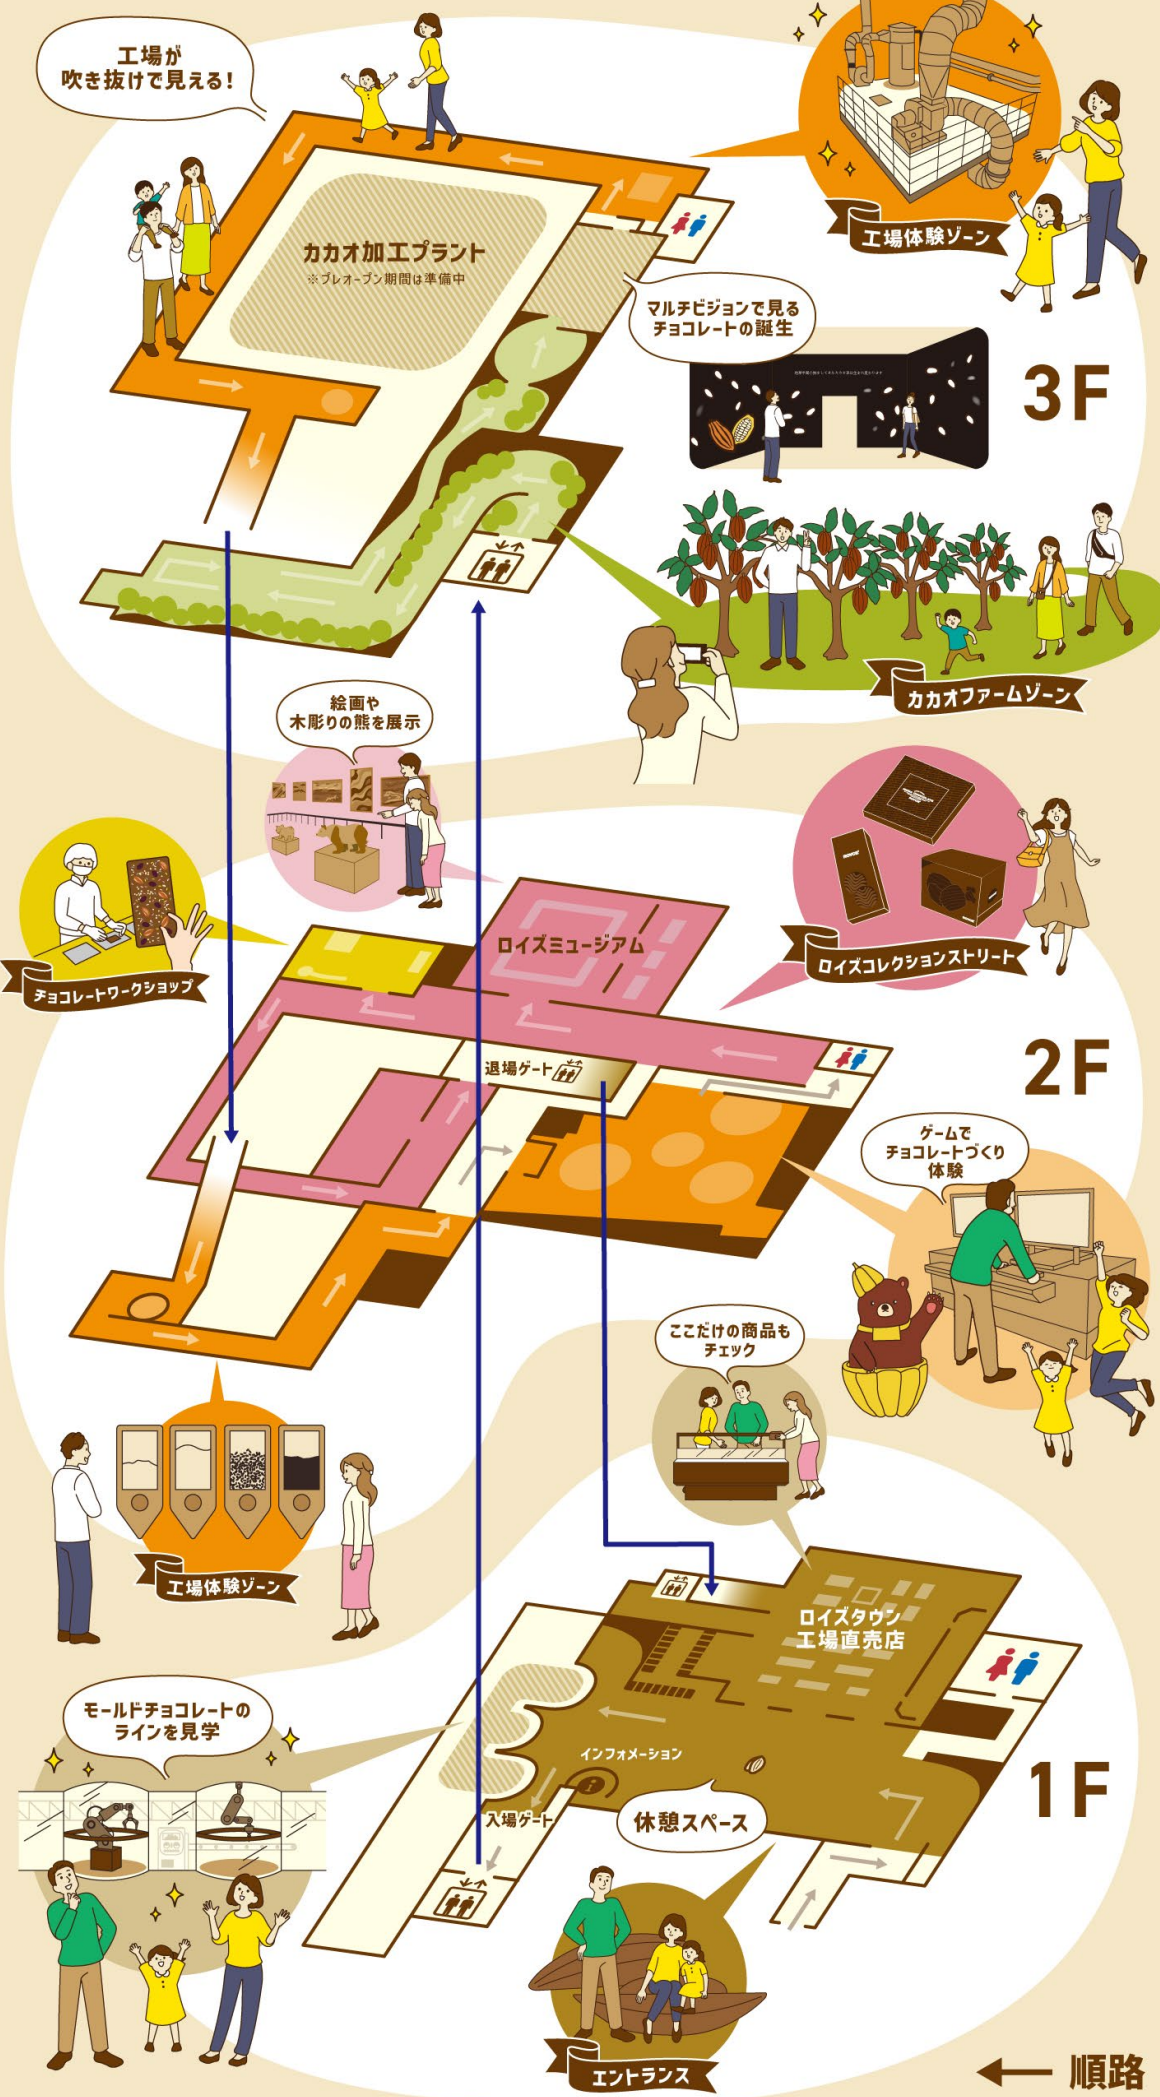 工場が
吹き抜けで見える!
工場体験ゾーン
カカオ加工プラント
※プレオープン期間は準備中
マルチビジョンで見る
チョコレートの誕生
3F
カカオファームゾーン
絵画や
木彫りの熊を展示
チョコレートワークショップ
ロイズミュージアム
ロイズコレクションストリート
退場ゲート
2F
ゲームで
チョコレートづくり
体験
ここだけの商品も
チェック
工場体験ゾーン
ロイズタウン
工場直売店
モールドチョコレートの
ラインを見学
インフォメーション
i
入場ゲート
休憩スペース
1F
エントランス
順路